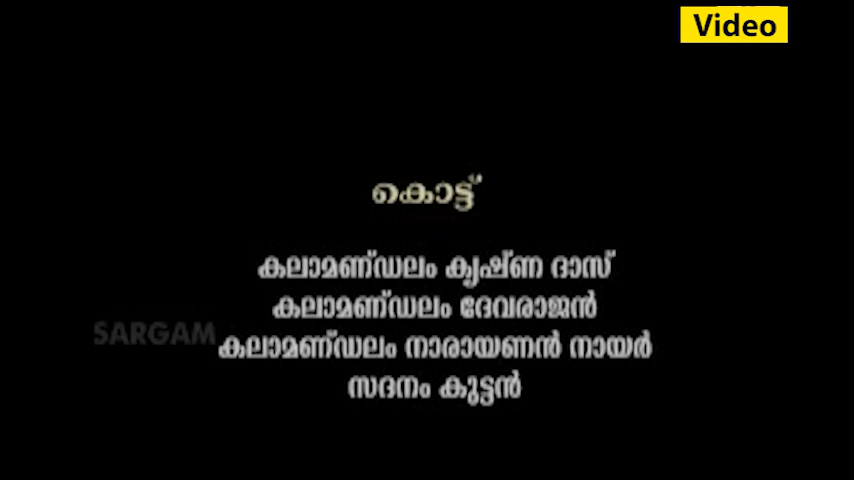 Video
കൊട്ട്
കലാമണ്ഡലം കൃഷ്ണ ദാസ്
കലാമണ്ഡലം ദേവരാജൻ
SARGAM
കലാമണ്ഡലം നാരായണൻ നായർ
സദനം കുട്ടൻ